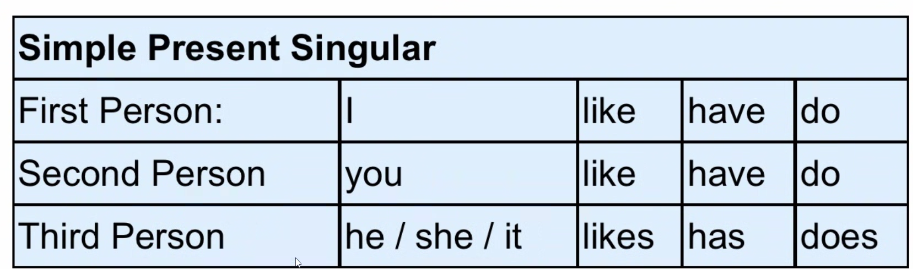 Simple Present Singular
First Person: I like have do
Second Person you like have do
Third Person he / she / it likes has does